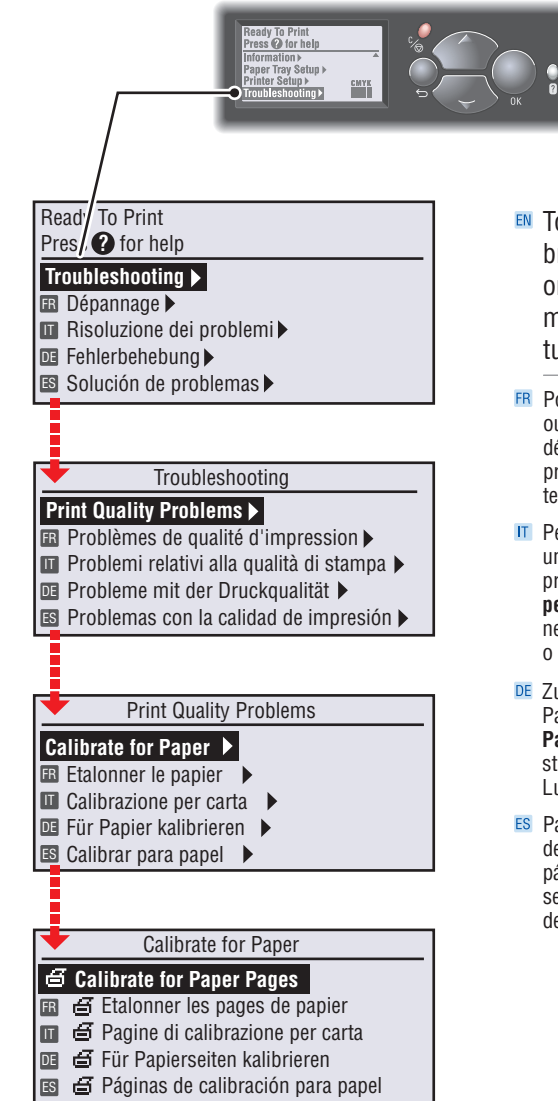 Ready To Print
Press ? for help
Information
Paper Tray Setup
Printer Setup
Troubleshooting
CMYK
C/
OK
?
Ready To Print
Press ? for help
Troubleshooting
FR Dépannage
IT Risoluzione dei problemi
DE Fehlerbehebung
ES Solución de problemas
Troubleshooting
Print Quality Problems
FR Problèmes de qualité d'impression
IT Problemi relativi alla qualità di stampa
DE Probleme mit der Druckqualität
ES Problemas con la calidad de impresión
Print Quality Problems
Calibrate for Paper
FR Etalonner le papier
IT Calibrazione per carta
DE Für Papier kalibrieren
ES Calibrar para papel
Calibrate for Paper
Calibrate for Paper Pages
FR Etalonner les pages de papier
IT Pagine di calibrazione per carta
DE Für Papierseiten kalibrieren
ES Páginas de calibración para papel
EN
FR
IT
DE
ES